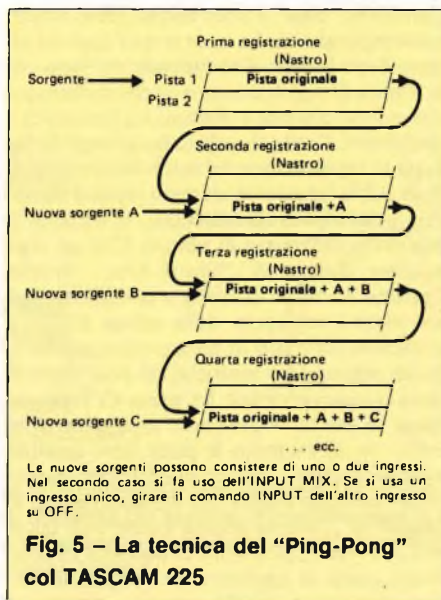 Prima registrazione
(Nastro)
Sorgente
Pista 1
Pista originale
Pista 2
Seconda registrazione
(Nastro)
Nuova sorgente A
Pista originale +A
Terza registrazione
(Nastro)
Nuova sorgente B
Pista originale + A + B
Quarta registrazione
(Nastro)
Nuova sorgente C
Pista originale + A + B + C
... ecc.
Le nuove sorgenti possono consistere di uno o due ingressi.
Nel secondo caso si fa uso dell'INPUT MIX. Se si usa un
ingresso unico, girare il comando INPUT dell'altro ingresso
su OFF.
Fig. 5 – La tecnica del "Ping-Pong"
col TASCAM 225